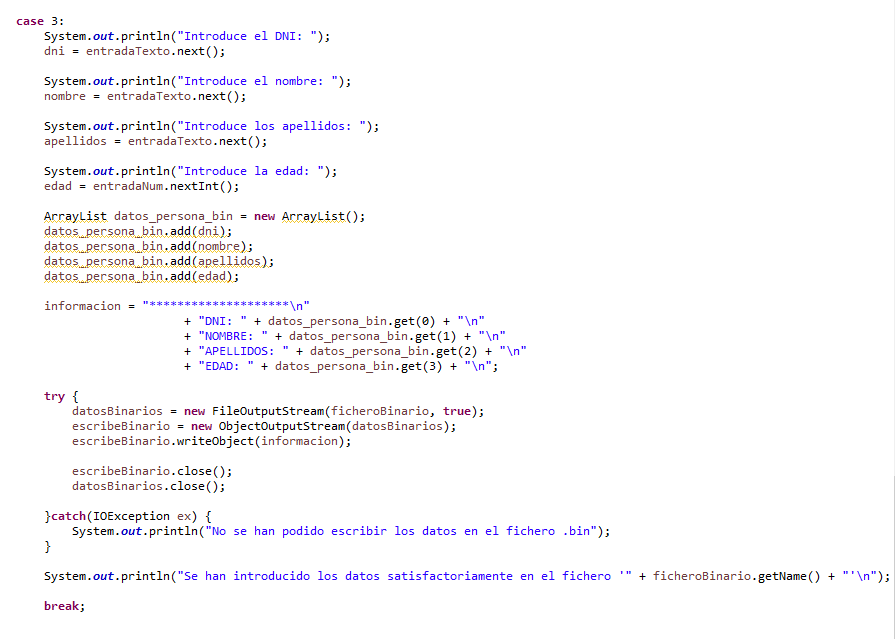 case 3:
    System.out.println("Introduce el DNI: ");
    dni = entradaTexto.next();

    System.out.println("Introduce el nombre: ");
    nombre = entradaTexto.next();

    System.out.println("Introduce los apellidos: ");
    apellidos = entradaTexto.next();

    System.out.println("Introduce la edad: ");
    edad = entradaNum.nextInt();

    ArrayList datos_persona_bin = new ArrayList();
    datos_persona_bin.add(dni);
    datos_persona_bin.add(nombre);
    datos_persona_bin.add(apellidos);
    datos_persona_bin.add(edad);

    informacion = "********************\n"
                        + "DNI: " + datos_persona_bin.get(0) + "\n"
                        + "NOMBRE: " + datos_persona_bin.get(1) + "\n"
                        + "APELLIDOS: " + datos_persona_bin.get(2) + "\n"
                        + "EDAD: " + datos_persona_bin.get(3) + "\n";

    try {
        datosBinarios = new FileOutputStream(ficheroBinario, true);
        escribeBinario = new ObjectOutputStream(datosBinarios);
        escribeBinario.writeObject(informacion);

        escribeBinario.close();
        datosBinarios.close();

    }catch(IOException ex) {
        System.out.println("No se han podido escribir los datos en el fichero .bin");
    }

    System.out.println("Se han introducido los datos satisfactoriamente en el fichero '" + ficheroBinario.getName() + "'\n");

    break;